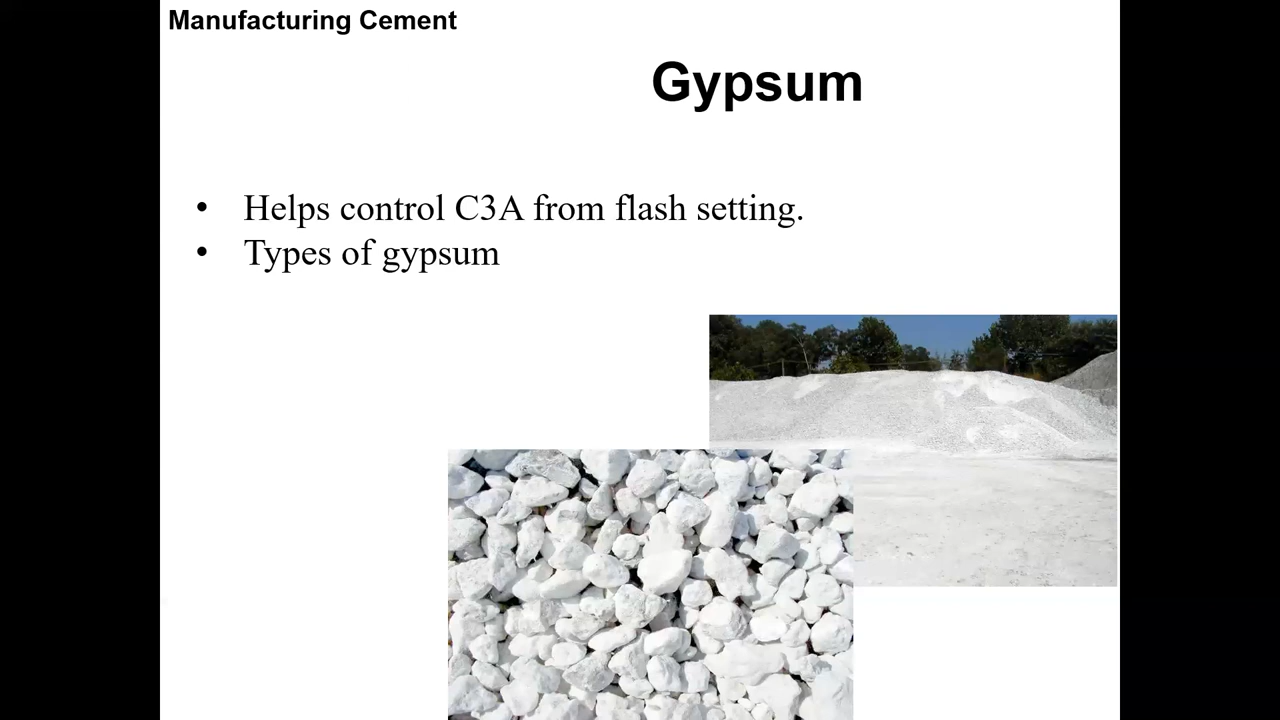 Manufacturing Cement
Gypsum
• Helps control C3A from flash setting.
• Types of gypsum